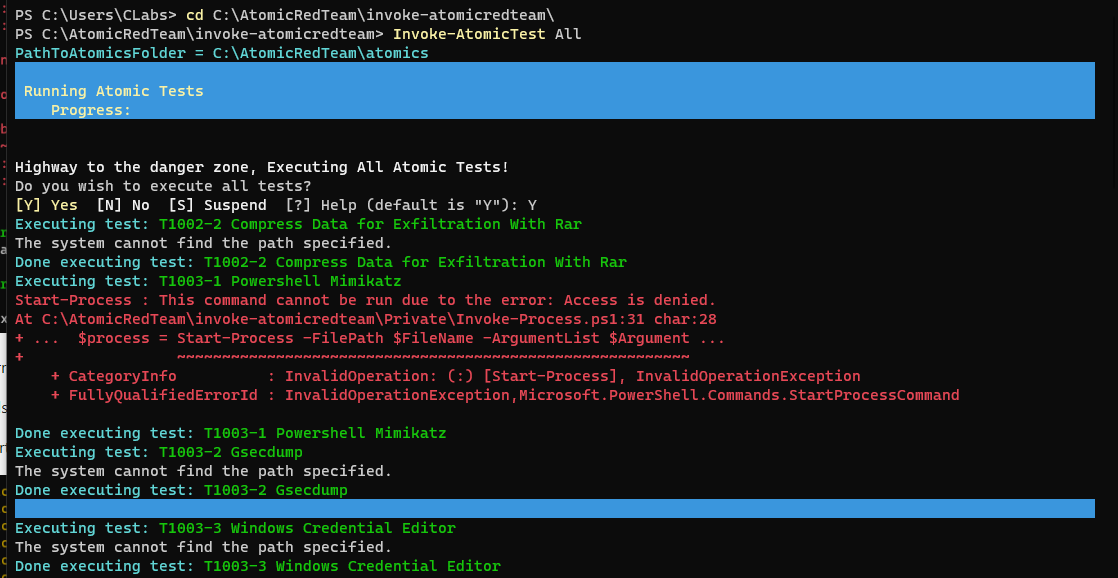 PS C:\Users\CLabs> cd C:\AtomicRedTeam\invoke-atomicredteam\
PS C:\AtomicRedTeam\invoke-atomicredteam> Invoke-AtomicTest All
PathToAtomicsFolder = C:\AtomicRedTeam\atomics
Running Atomic Tests
Progress:
Highway to the danger zone, Executing All Atomic Tests!
Do you wish to execute all tests?
[Y] Yes  [N] No  [S] Suspend  [?] Help (default is "Y"): Y
Executing test: T1002-2 Compress Data for Exfiltration With Rar
The system cannot find the path specified.
Done executing test: T1002-2 Compress Data for Exfiltration With Rar
Executing test: T1003-1 Powershell Mimikatz
Start-Process : This command cannot be run due to the error: Access is denied.
At C:\AtomicRedTeam\invoke-atomicredteam\Private\Invoke-Process.ps1:31 char:28
+ ...  $process = Start-Process -FilePath $FileName -ArgumentList $Argument ...
+                 ~~~~~~~~~~~~~~~~~~~~~~~~~~~~~~~~~~~~~~~~~~~~~~~~~~~~~~~~~
    + CategoryInfo          : InvalidOperation: (:) [Start-Process], InvalidOperationException
    + FullyQualifiedErrorId : InvalidOperationException,Microsoft.PowerShell.Commands.StartProcessCommand
Done executing test: T1003-1 Powershell Mimikatz
Executing test: T1003-2 Gsecdump
The system cannot find the path specified.
Done executing test: T1003-2 Gsecdump
Executing test: T1003-3 Windows Credential Editor
The system cannot find the path specified.
Done executing test: T1003-3 Windows Credential Editor